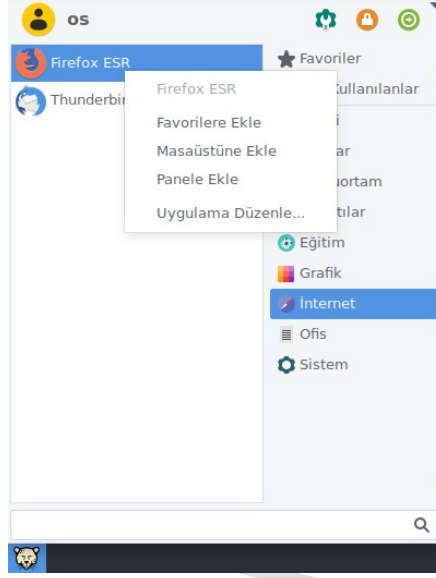 os
Firefox ESR
Thunderbir
Firefox ESR
Favorilere Ekle
Masaüstüne Ekle
Panele Ekle
Uygulama Düzenle...
Favoriler
Kullanılanlar
Eğitim
Grafik
İnternet
Ofis
Sistem